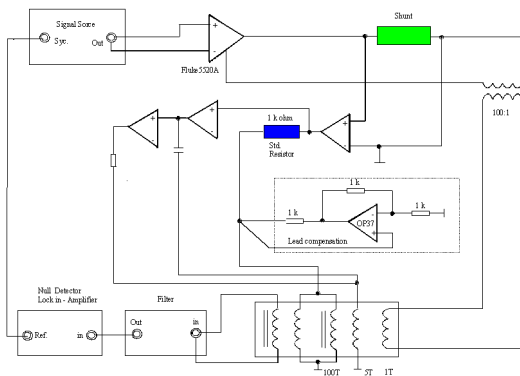 Signal Sorce
Syc.
Out
+
-
Fluke5520A
Shunt
100:1
+
-
+
-
1 k ohm
Std.
Resistor
+
-
1 k
1 k
1 k
-
OP37
+
Lead compensation
Null Detector
Lock in - Amplifier
Filter
Ref.
in
Out
in
100T
5T
1T